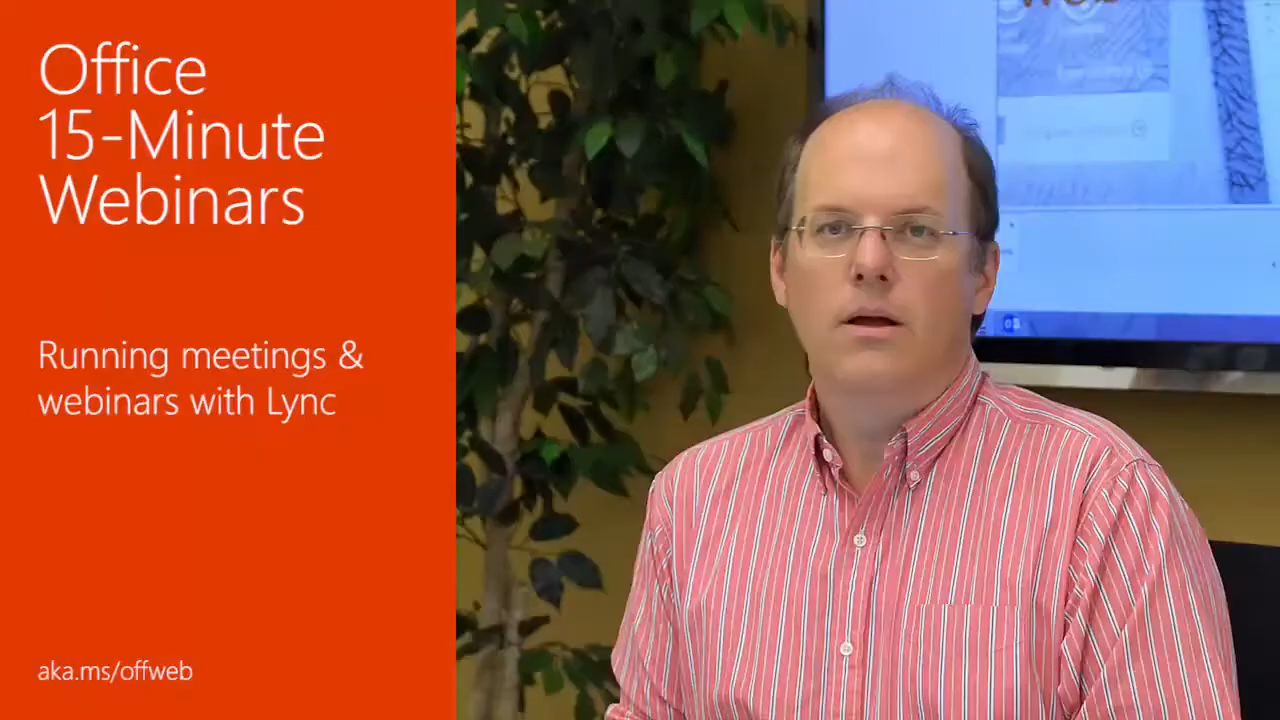 Office
15-Minute
Webinars
Running meetings &
webinars with Lync
aka.ms/offweb